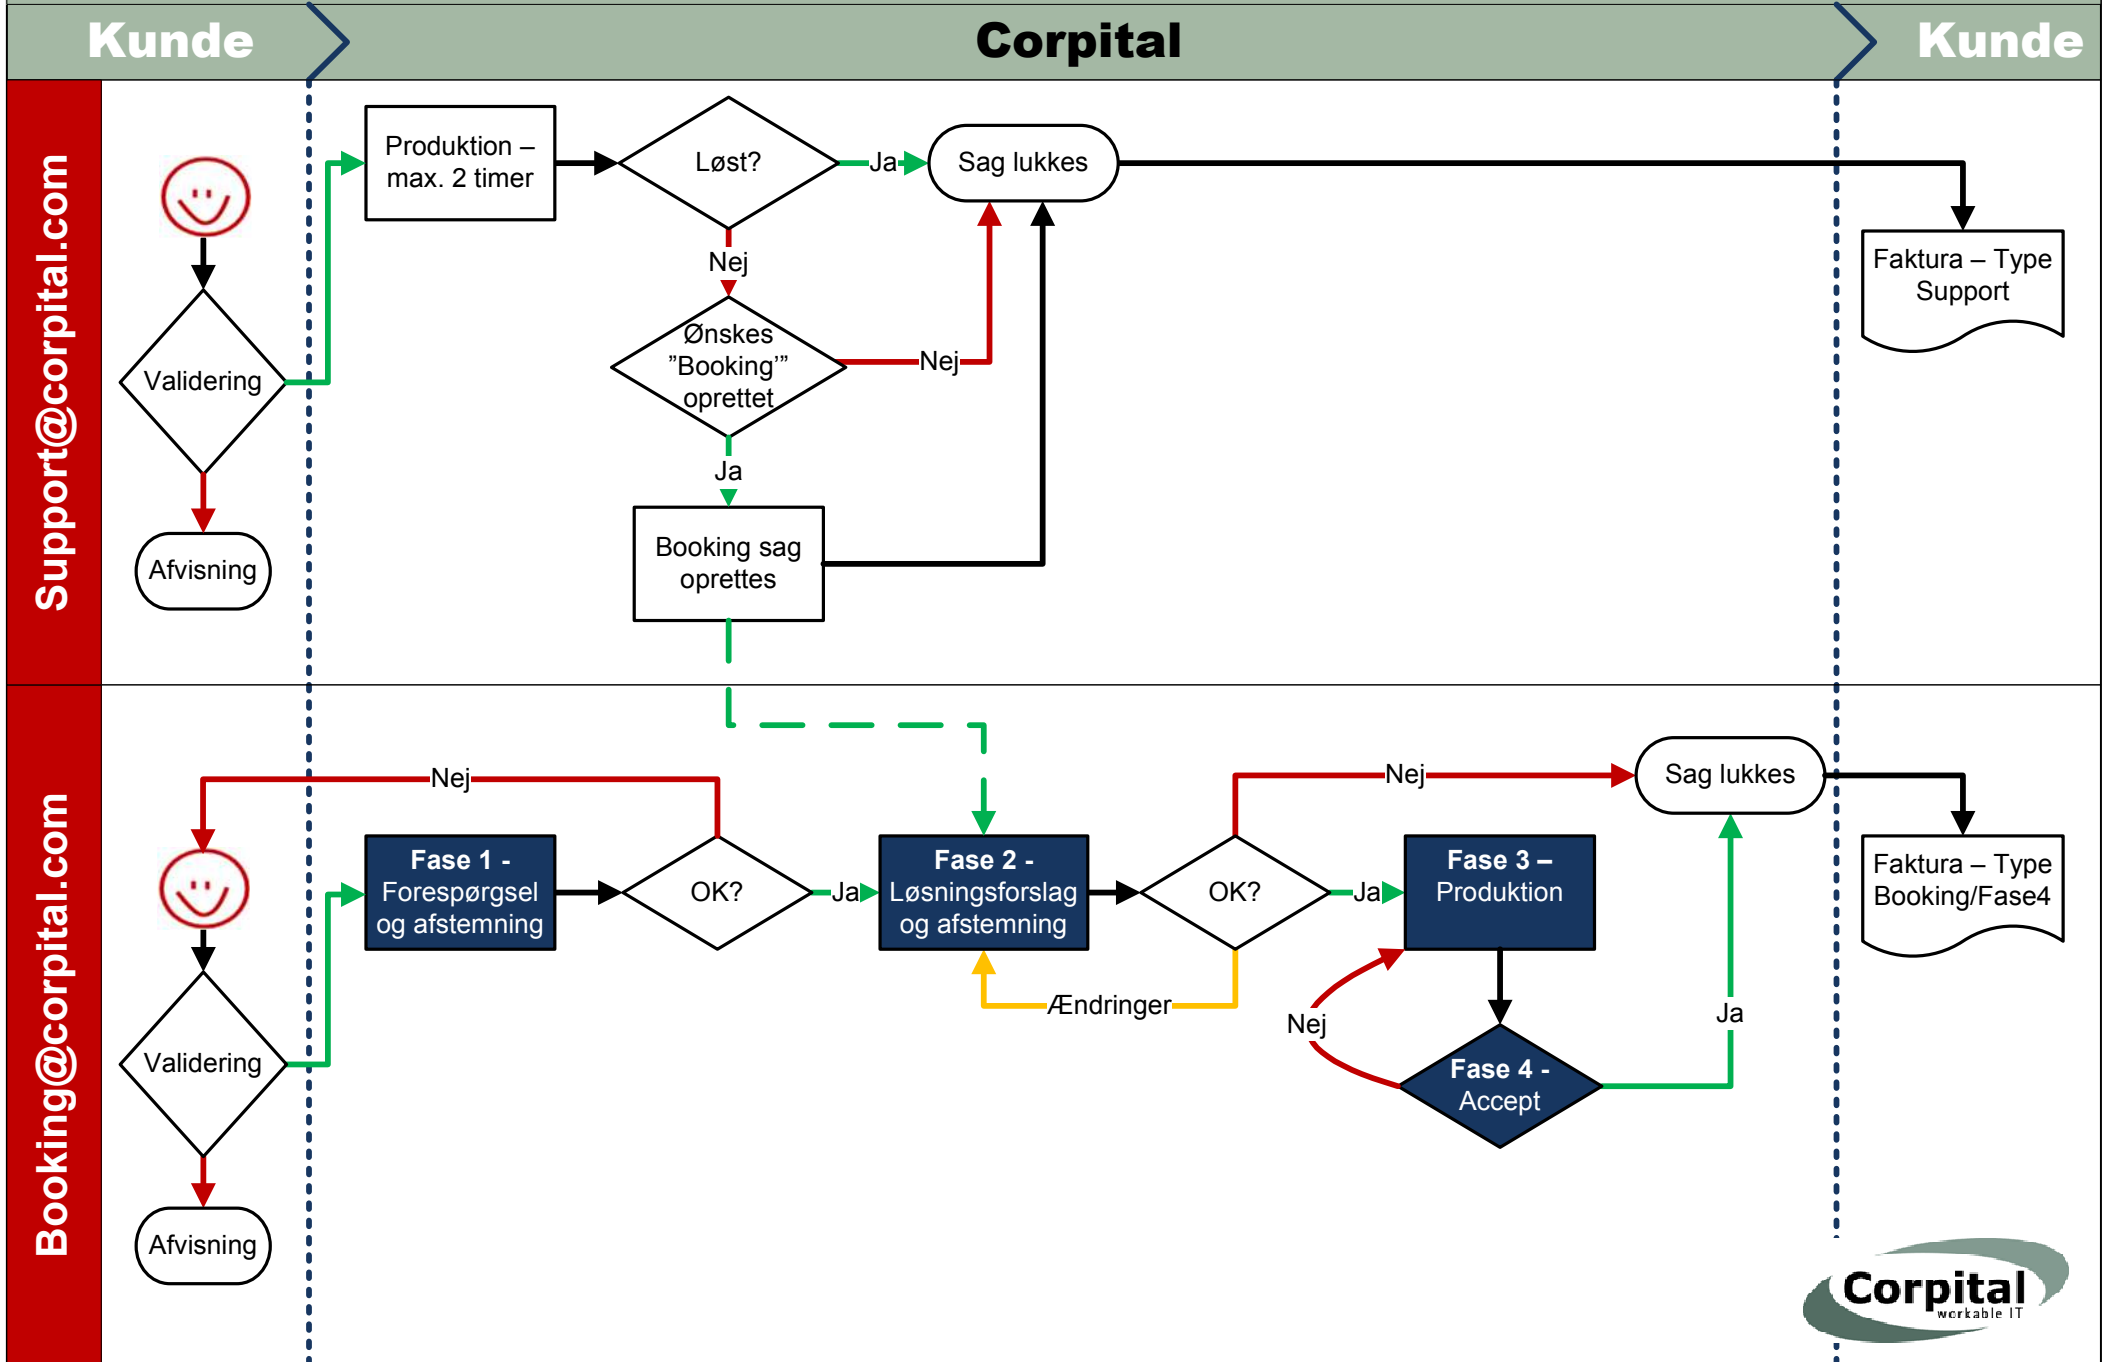 Kunde
Corpital
Kunde
Support@corpital.com
Produktion –
max. 2 timer
Løst?
Ja
Sag lukkes
Nej
Faktura – Type
Support
Ønskes
”Booking’”
oprettet
Nej
Validering
Ja
Booking sag
oprettes
Afvisning
Booking@corpital.com
Nej
Nej
Sag lukkes
Fase 1 -
Forespørgsel
og afstemning
OK?
Ja
Fase 2 -
Løsningsforslag
og afstemning
OK?
Ja
Fase 3 –
Produktion
Faktura – Type
Booking/Fase4
Ændringer
Nej
Ja
Validering
Fase 4 -
Accept
Afvisning
Corpital
workable IT